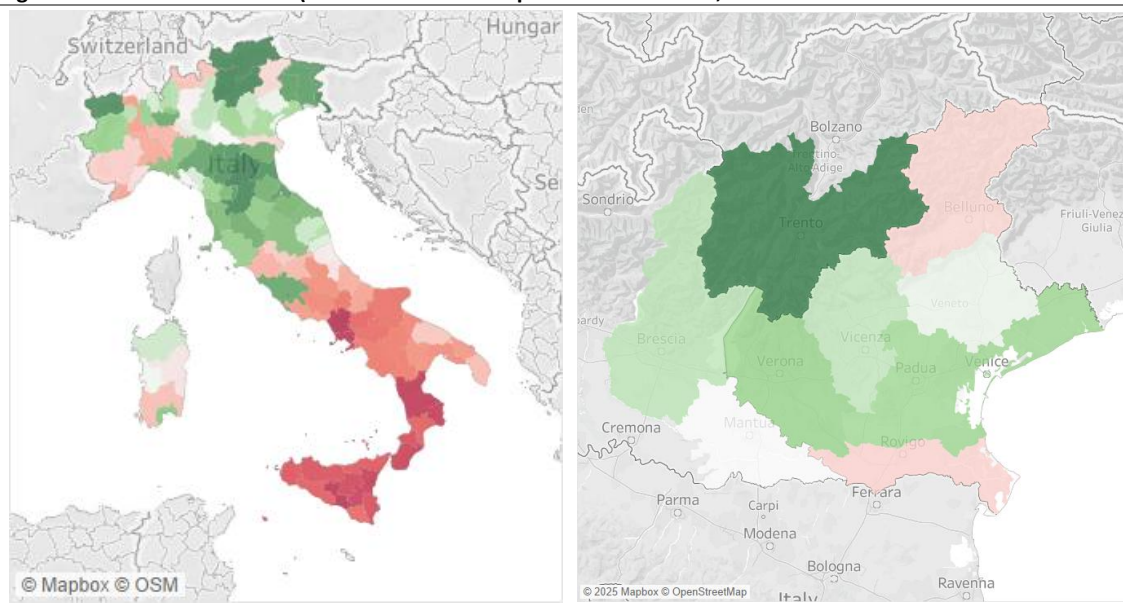 Switzerland
Hungar
Italy
Se
© Mapbox © OSM
Bolzano
Trentino
Alto Adige
Sondrio
Trento
Belluno
Friuli-Venez
Giulia
Veneto
Brescia
Vicenza
Verona
Padua
Venice
Cremona
Mantua
Rovigo
Parma
Ferrara
Carpi
Modena
Bologna
Ravenna
Italy
© 2025 Mapbox © OpenStreetMap